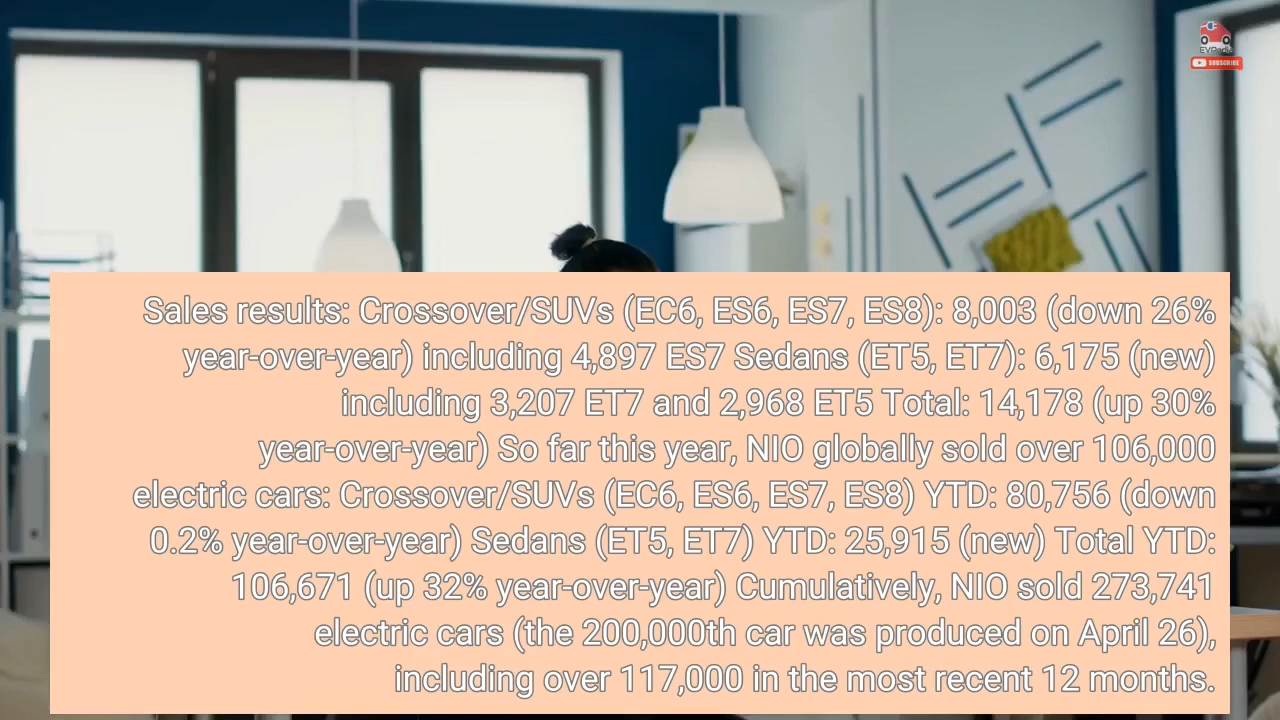 EVPedia
SUBSCRIBE
Sales results: Crossover/SUVs (EC6, ES6, ES7, ES8): 8,003 (down 26%
year-over-year) including 4,897 ES7 Sedans (ET5, ET7): 6,175 (new)
including 3,207 ET7 and 2,968 ET5 Total: 14,178 (up 30%
year-over-year) So far this year, NIO globally sold over 106,000
electric cars: Crossover/SUVs (EC6, ES6, ES7, ES8) YTD: 80,756 (down
0.2% year-over-year) Sedans (ET5, ET7) YTD: 25,915 (new) Total YTD:
106,671 (up 32% year-over-year) Cumulatively, NIO sold 273,741
electric cars (the 200,000th car was produced on April 26),
including over 117,000 in the most recent 12 months.